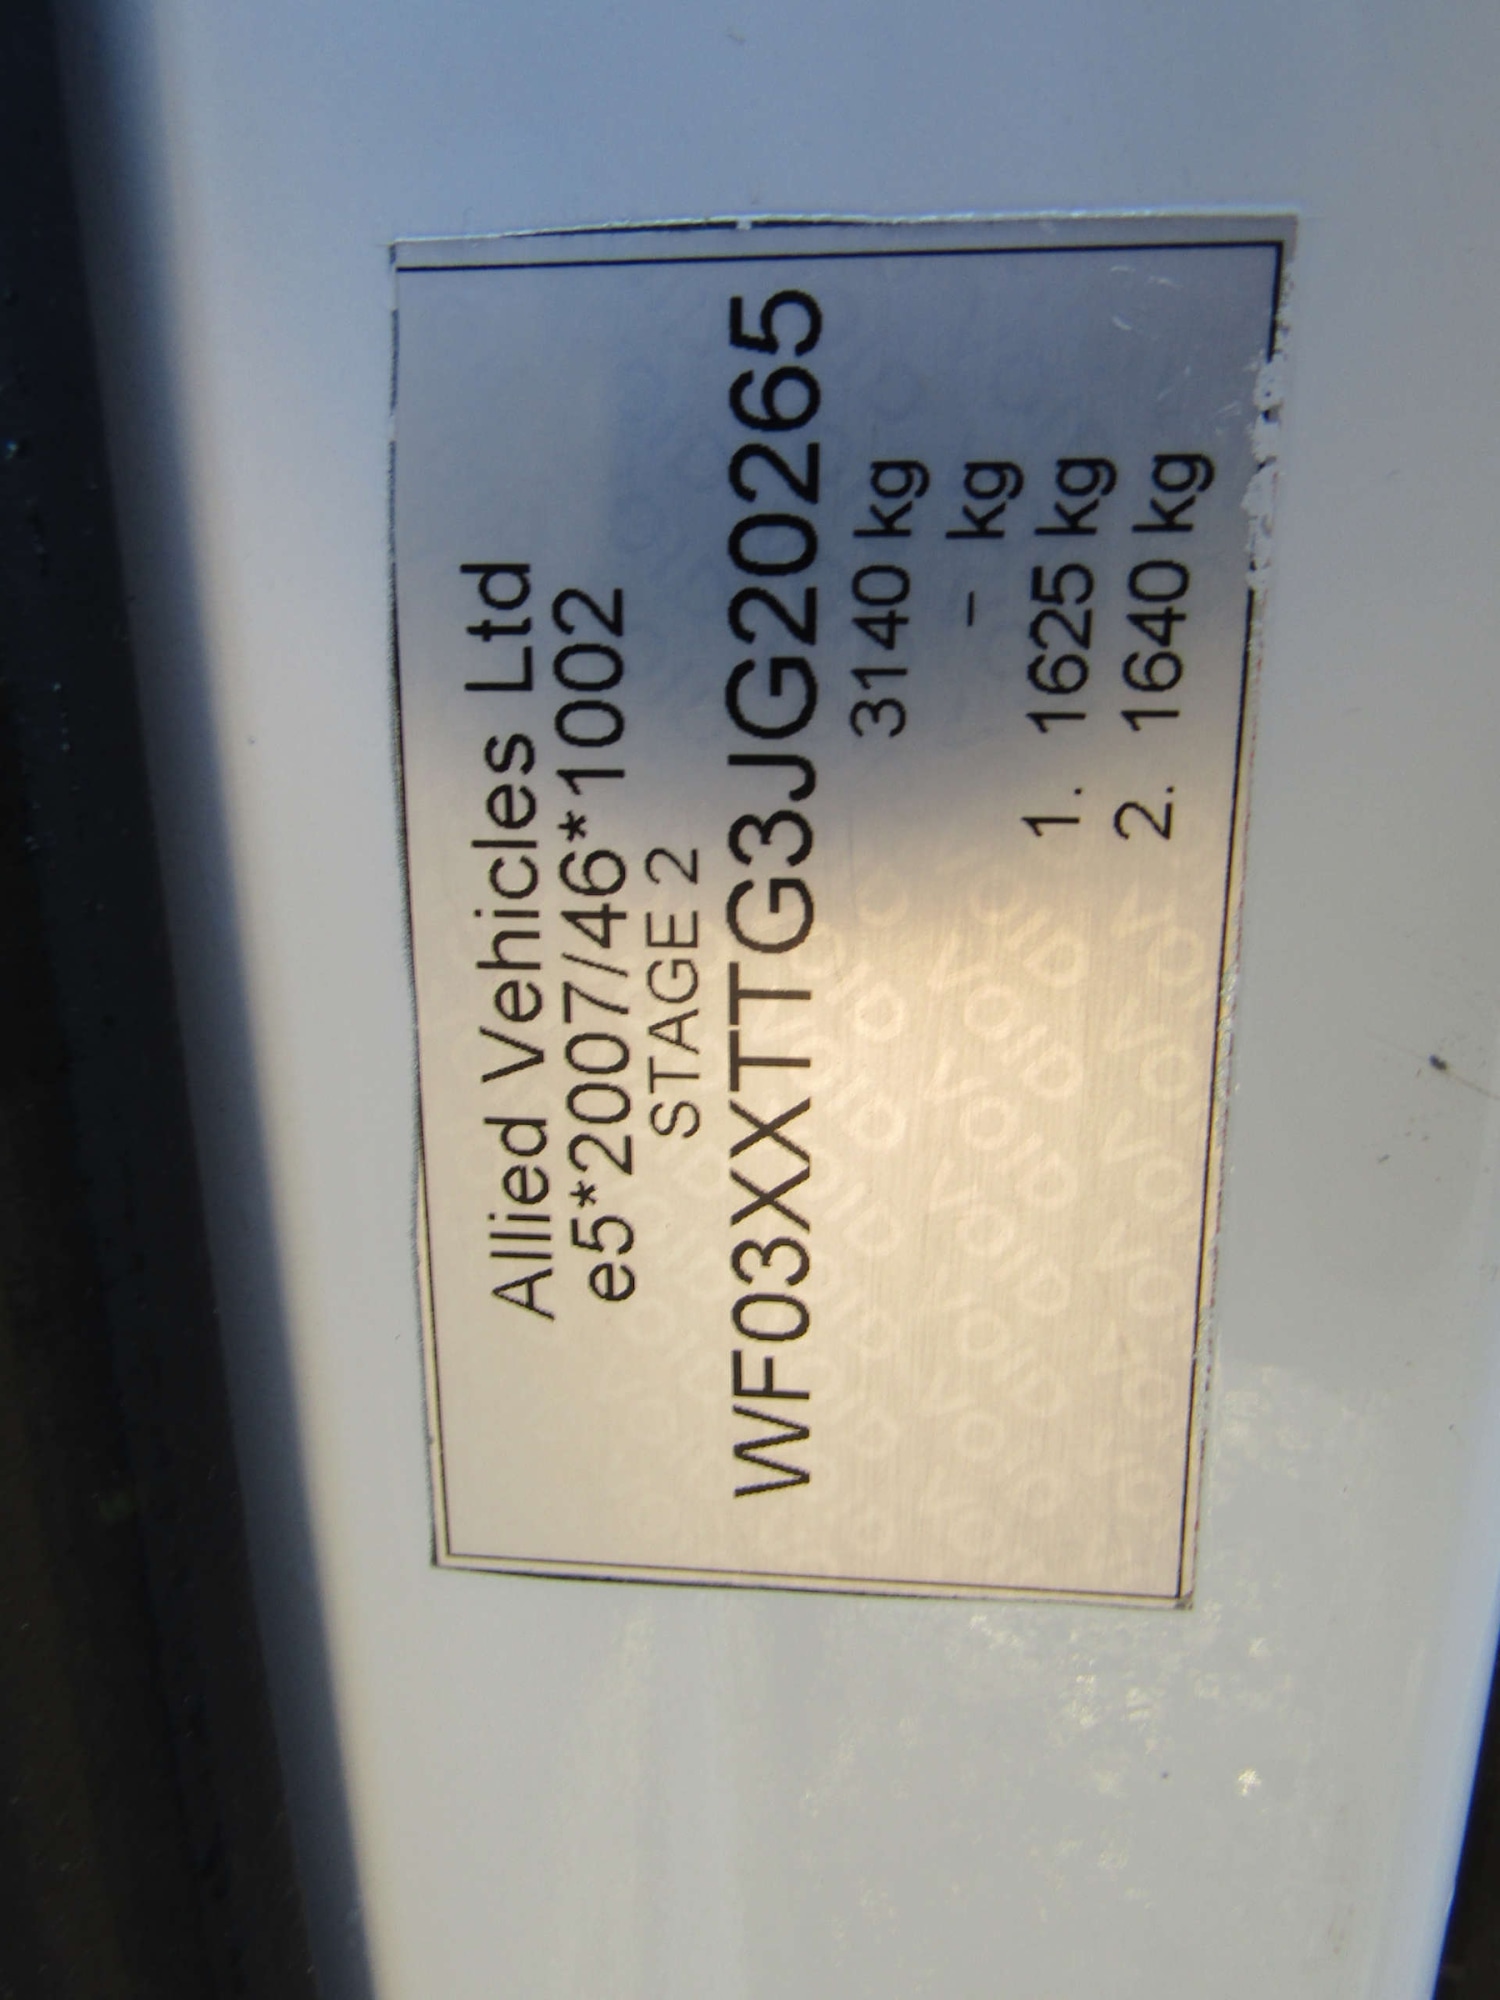 Allied Vehicles Ltd
e5*2007/46*1002
STAGE 2
WF03XXTTG3JG20265
3140 kg
- kg
1. 1625 kg
2. 1640 kg